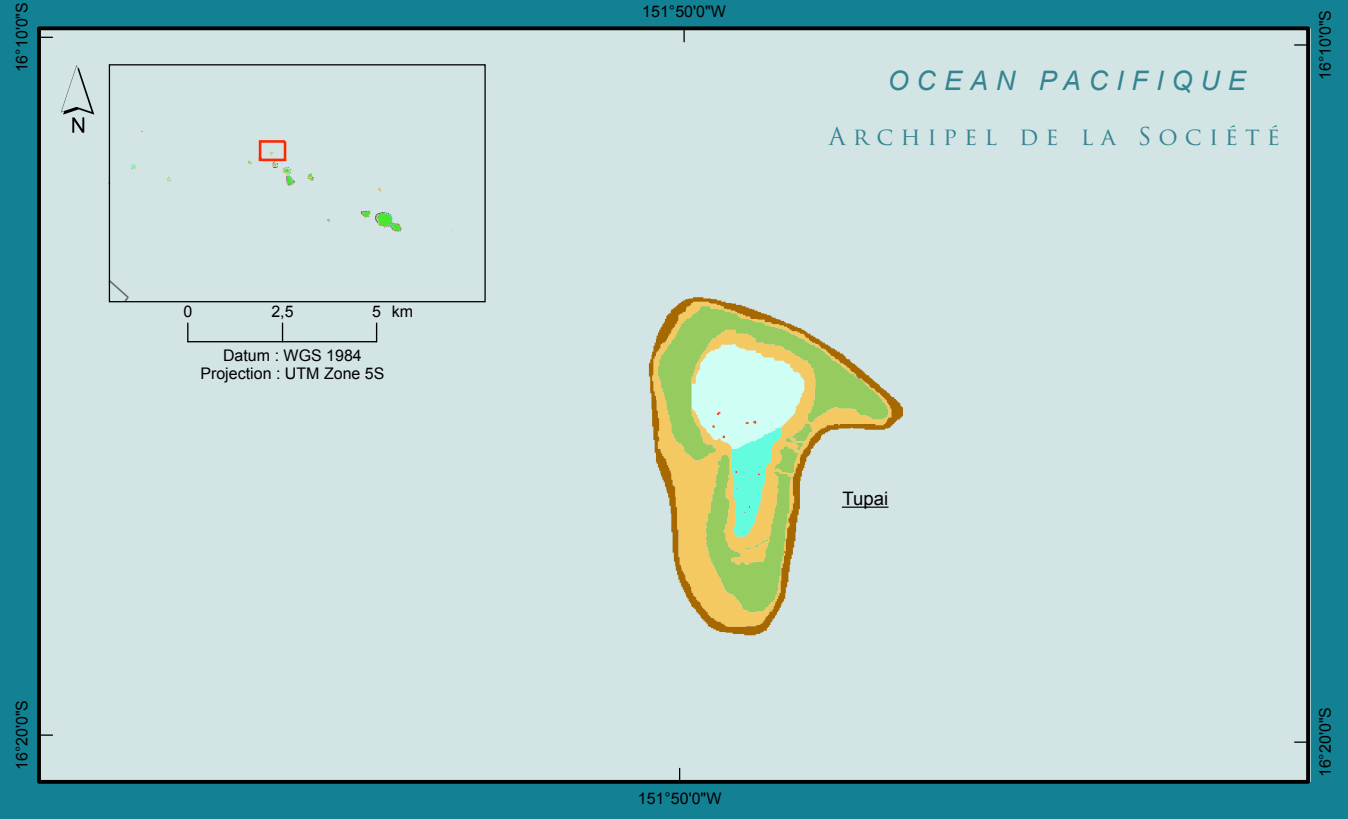 151°50'0"W
16°10'0"S
16°10'0"S
OCEAN PACIFIQUE
ARCHIPEL DE LA SOCIÉTÉ
N
0 2,5 5 km
Datum : WGS 1984
Projection : UTM Zone 5S
Tupai
16°20'0"S
16°20'0"S
151°50'0"W